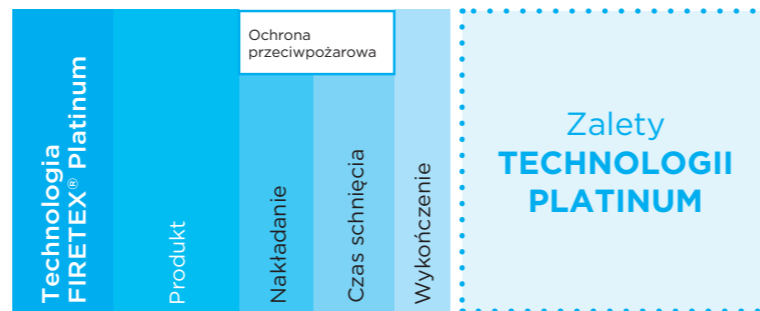 Technologia
FIRETEX® Platinum
Produkt
Ochrona
przeciwpożarowa
Nakładanie
Czas schnięcia
Wykończenie
Zalety
TECHNOLOGII
PLATINUM